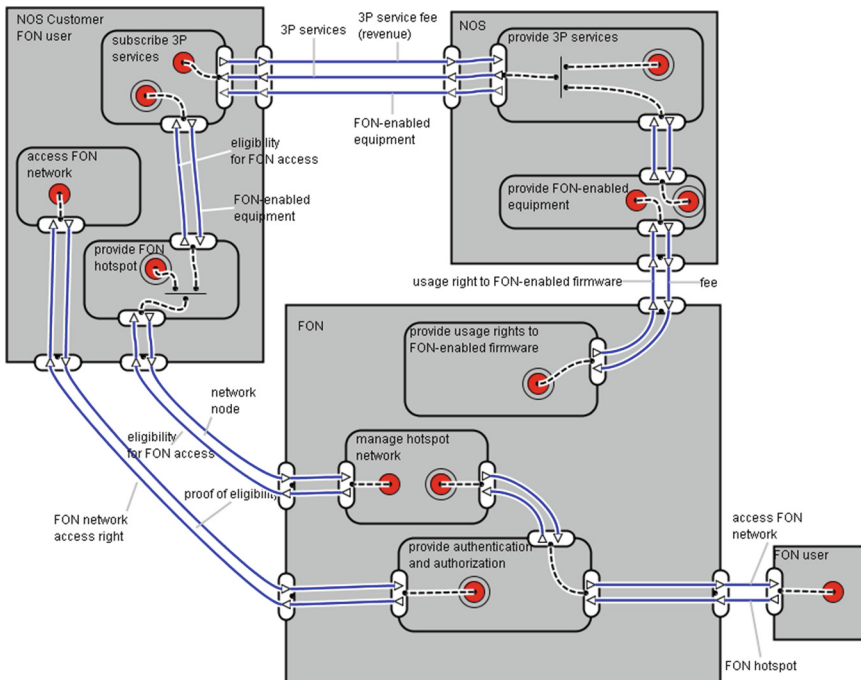 NOS Customer
FON user
subscribe 3P
services
3P services
3P service fee
(revenue)
NOS
provide 3P services
FON-enabled
equipment
eligibility
for FON access
access FON
network
FON-enabled
equipment
provide FON-enabled
equipment
provide FON
hotspot
usage right to FON-enabled firmware
fee
FON
provide usage rights to
FON-enabled firmware
network
node
eligibility
for FON access
manage hotspot
network
proof of eligibility
FON network
access right
provide authentication
and authorization
access FON
network
FON user
FON hotspot